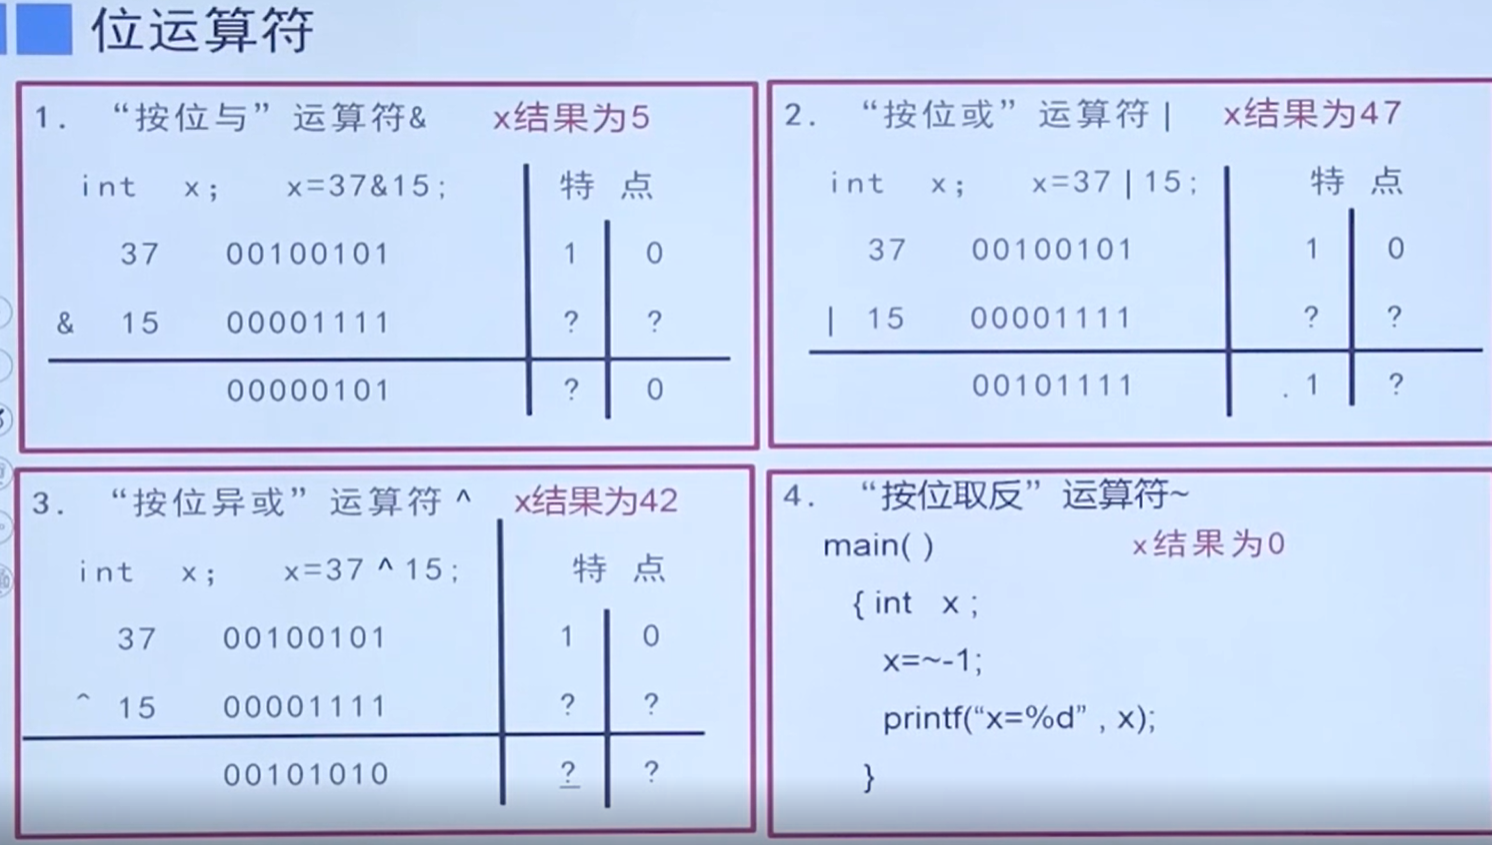 位运算符
1. “按位与” 运算符& x结果为5
int x; x=37&15; 特 点
37 00100101 1 0
& 15 00001111 ? ?
00000101 ? 0
2. “按位或” 运算符| x结果为47
int x; x=37|15; 特 点
37 00100101 1 0
| 15 00001111 ? ?
00101111 . 1 ?
3. “按位异或” 运算符^ x结果为42
int x; x=37^15; 特 点
37 00100101 1 0
^ 15 00001111 ? ?
00101010 ? ?
4. “按位取反” 运算符~
main( ) x结果为0
{ int x ;
x=~-1;
printf(“x=%d” , x);
}